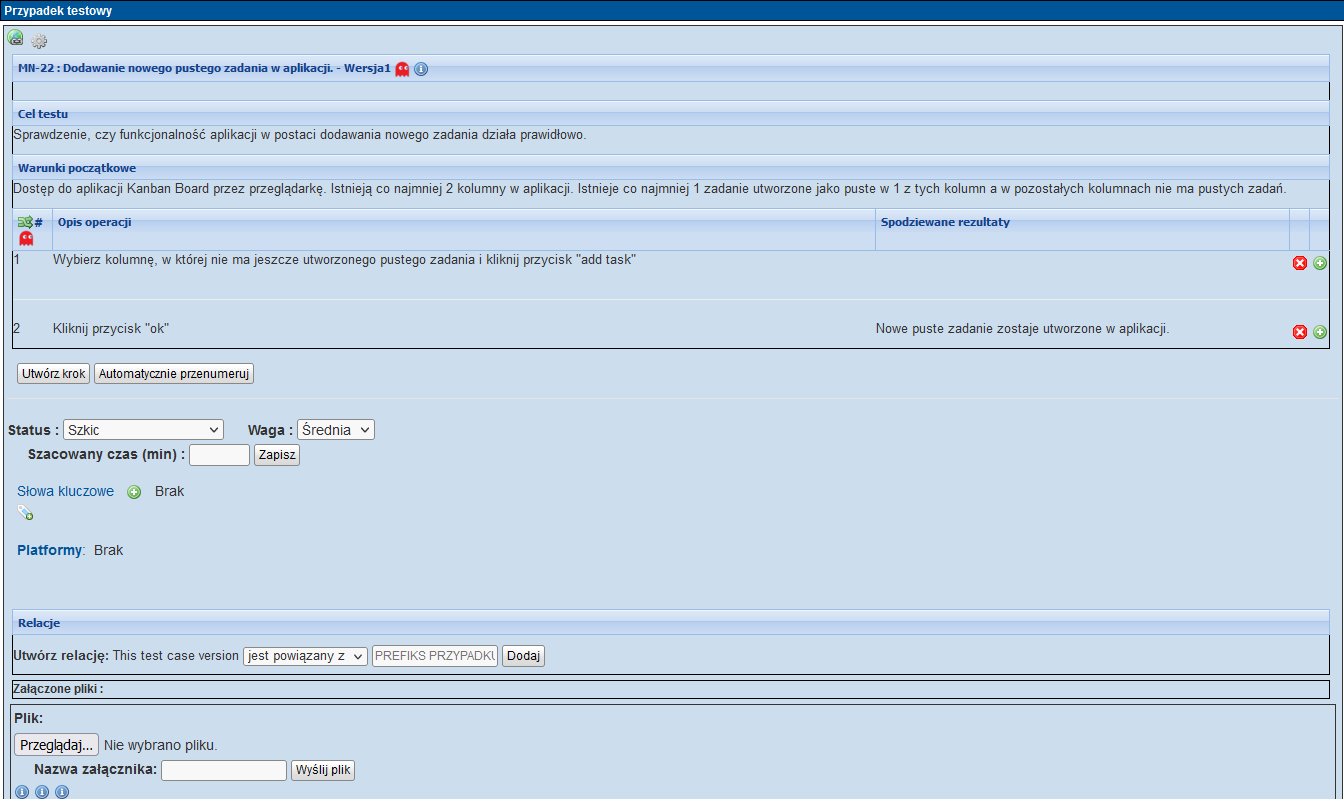 Przypadek testowy
MN-22 : Dodawanie nowego pustego zadania w aplikacji. - Wersja1
Cel testu
Sprawdzenie, czy funkcjonalność aplikacji w postaci dodawania nowego zadania działa prawidłowo.
Warunki początkowe
Dostęp do aplikacji Kanban Board przez przeglądarkę. Istnieją co najmniej 2 kolumny w aplikacji. Istnieje co najmniej 1 zadanie utworzone jako puste w 1 z tych kolumn a w pozostałych kolumnach nie ma pustych zadań.
# Opis operacji Spodziewane rezultaty
1 Wybierz kolumnę, w której nie ma jeszcze utworzonego pustego zadania i kliknij przycisk "add task"
2 Kliknij przycisk "ok" Nowe puste zadanie zostaje utworzone w aplikacji.
Utwórz krok Automatycznie przenumeruj
Status : Szkic Waga : Średnia
Szacowany czas (min) : Zapisz
Słowa kluczowe Brak
Platformy: Brak
Relacje
Utwórz relację: This test case version jest powiązany z PREFIKS PRZYPADKU Dodaj
Załączone pliki :
Plik:
Przeglądaj... Nie wybrano pliku.
Nazwa załącznika: Wyślij plik